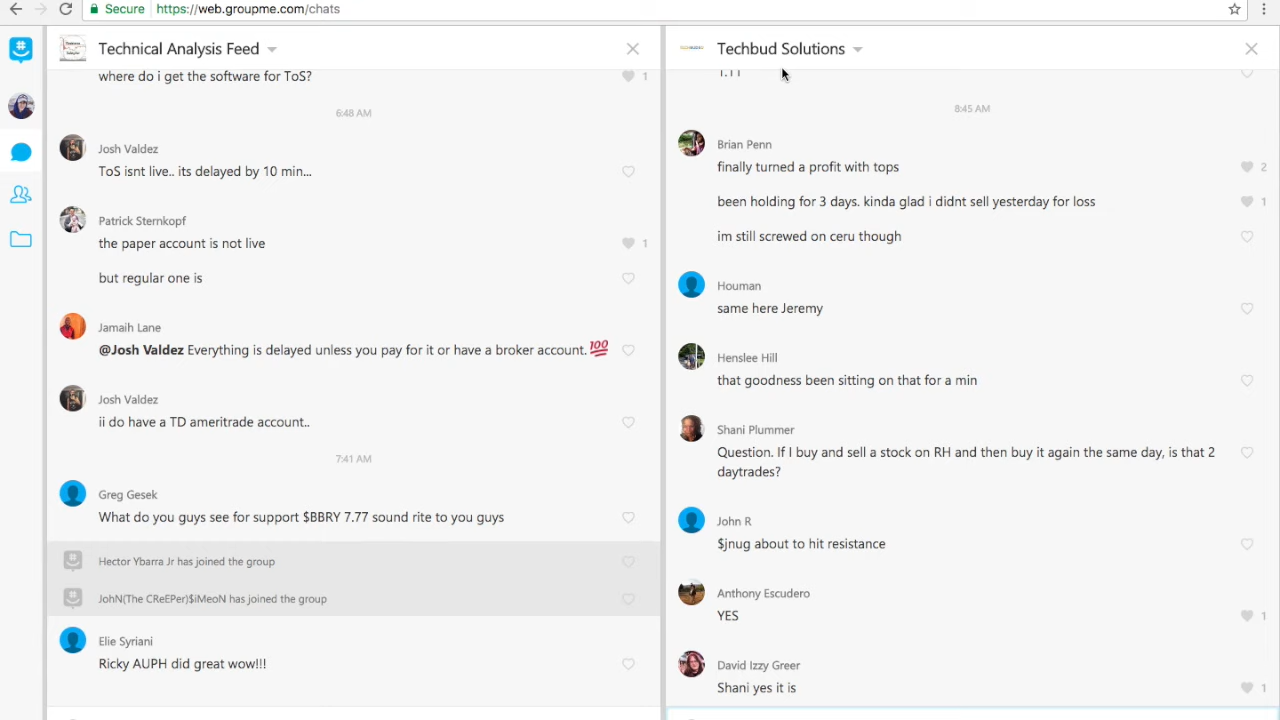 Secure https://web.groupme.com/chats
Technical Analysis Feed
where do i get the software for ToS?
1
6:48 AM
Josh Valdez
ToS isnt live.. its delayed by 10 min...
Patrick Sternkopf
the paper account is not live
1
but regular one is
Jamaih Lane
@Josh Valdez Everything is delayed unless you pay for it or have a broker account. 💯
Josh Valdez
ii do have a TD ameritrade account..
7:41 AM
Greg Gesek
What do you guys see for support $BBRY 7.77 sound rite to you guys
Hector Ybarra Jr has joined the group
JohN(The CReEPer)$iMeoN has joined the group
Elie Syriani
Ricky AUPH did great wow!!!
Techbud Solutions
8:45 AM
Brian Penn
finally turned a profit with tops
2
been holding for 3 days. kinda glad i didnt sell yesterday for loss
1
im still screwed on ceru though
Houman
same here Jeremy
Henslee Hill
that goodness been sitting on that for a min
Shani Plummer
Question. If I buy and sell a stock on RH and then buy it again the same day, is that 2
daytrades?
John R
$jnug about to hit resistance
Anthony Escudero
YES
1
David Izzy Greer
Shani yes it is
1